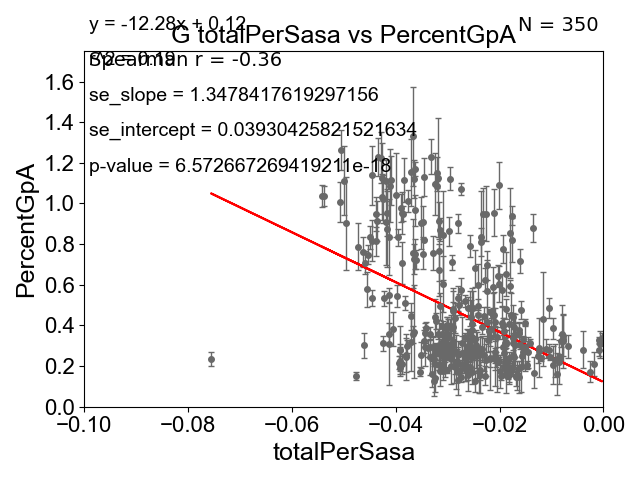 y = -12.28x + 0.12
N = 350
G totalPerSasa vs PercentGpA
Spearman r = -0.36
se_slope = 1.3478417619297156
se_intercept = 0.03930425821521634
p-value = 6.572667269419211e-18
1.6
1.4
1.2
1.0
0.8
0.6
0.4
0.2
0.0
PercentGpA
−0.10
−0.08
−0.06
−0.04
−0.02
0.00
totalPerSasa